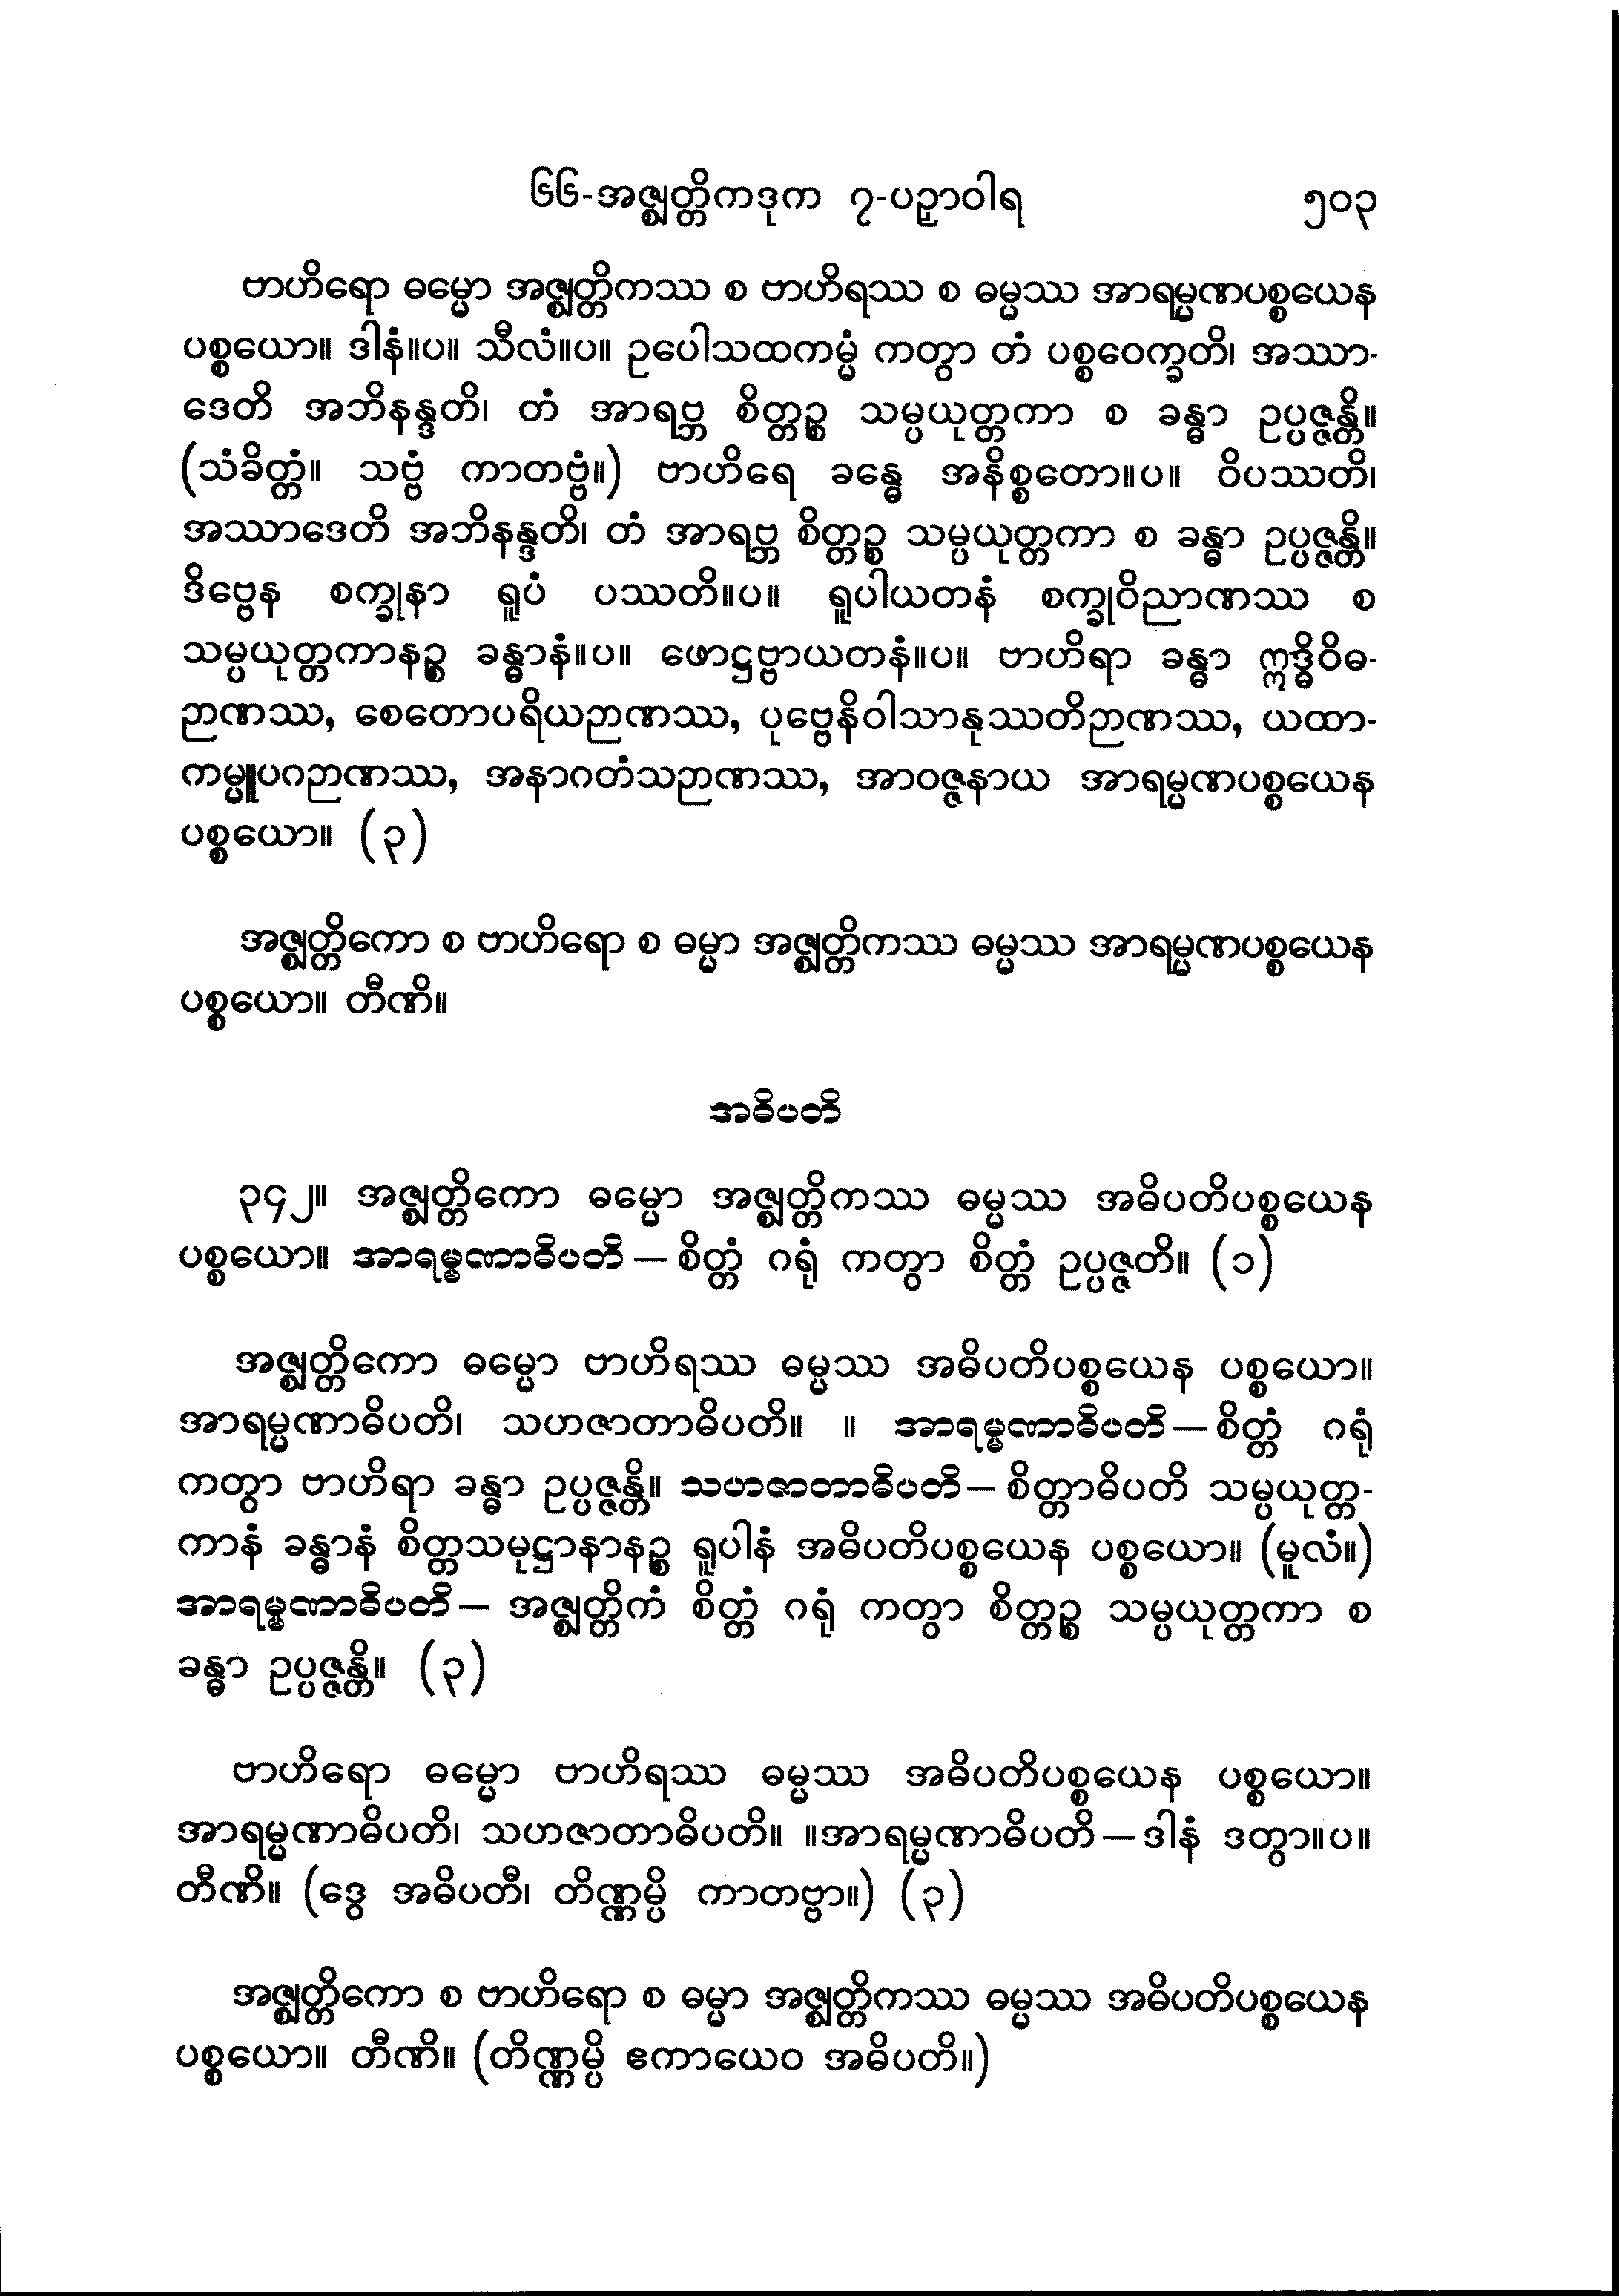 ၆၆-အဇ္ဈတ္တိကဒုက ၇-ပဉှာဝါရ ၅၀၃
ဗာဟိရော ဓမ္မော အဇ္ဈတ္တိကဿ စ ဗာဟိရဿ စ ဓမ္မဿ အာရမ္မဏပစ္စယေန
ပစ္စယော။ ဒါနံ။ပ။ သီလံ။ပ။ ဥပေါသထကမ္မံ ကတွာ တံ ပစ္စဝေက္ခတိ၊ အဿာ-
ဒေတိ အဘိနန္ဒတိ၊ တံ အာရဗ္ဘ စိတ္တဉ္စ သမ္ပယုတ္တကာ စ ခန္ဓာ ဥပ္ပဇ္ဇန္တိ။
(သံခိတ္တံ။ သဗ္ဗံ ကာတဗ္ဗံ။) ဗာဟိရေ ခန္ဓေ အနိစ္စတော။ပ။ ဝိပဿတိ၊
အဿာဒေတိ အဘိနန္ဒတိ၊ တံ အာရဗ္ဘ စိတ္တဉ္စ သမ္ပယုတ္တကာ စ ခန္ဓာ ဥပ္ပဇ္ဇန္တိ။
ဒိဗ္ဗေန စက္ခုနာ ရူပံ ပဿတိ။ပ။ ရူပါယတနံ စက္ခုဝိညာဏဿ စ
သမ္ပယုတ္တကာနဉ္စ ခန္ဓာနံ။ပ။ ဖောဋ္ဌဗ္ဗာယတနံ။ပ။ ဗာဟိရာ ခန္ဓာ ဣဒ္ဓိဝိဓ-
ဉာဏဿ, စေတောပရိယဉာဏဿ, ပုဗ္ဗေနိဝါသာနုဿတိဉာဏဿ, ယထာ-
ကမ္မူပဂဉာဏဿ, အနာဂတံသဉာဏဿ, အာဝဇ္ဇနာယ အာရမ္မဏပစ္စယေန
ပစ္စယော။ (၃)
အဇ္ဈတ္တိကော စ ဗာဟိရော စ ဓမ္မာ အဇ္ဈတ္တိကဿ ဓမ္မဿ အာရမ္မဏပစ္စယေန
ပစ္စယော။ တီဏိ။
အဓိပတိ
၃၄၂။ အဇ္ဈတ္တိကော ဓမ္မော အဇ္ဈတ္တိကဿ ဓမ္မဿ အဓိပတိပစ္စယေန
ပစ္စယော။ အာရမ္မဏာဓိပတိ – စိတ္တံ ဂရုံ ကတွာ စိတ္တံ ဥပ္ပဇ္ဇတိ။ (၁)
အဇ္ဈတ္တိကော ဓမ္မော ဗာဟိရဿ ဓမ္မဿ အဓိပတိပစ္စယေန ပစ္စယော။
အာရမ္မဏာဓိပတိ၊ သဟဇာတာဓိပတိ။ ။ အာရမ္မဏာဓိပတိ – စိတ္တံ ဂရုံ
ကတွာ ဗာဟိရာ ခန္ဓာ ဥပ္ပဇ္ဇန္တိ။ သဟဇာတာဓိပတိ – စိတ္တာဓိပတိ သမ္ပယုတ္တ-
ကာနံ ခန္ဓာနံ စိတ္တသမုဋ္ဌာနာနဉ္စ ရူပါနံ အဓိပတိပစ္စယေန ပစ္စယော။ (မူလံ။)
အာရမ္မဏာဓိပတိ – အဇ္ဈတ္တိကံ စိတ္တံ ဂရုံ ကတွာ စိတ္တဉ္စ သမ္ပယုတ္တကာ စ
ခန္ဓာ ဥပ္ပဇ္ဇန္တိ။ (၃)
ဗာဟိရော ဓမ္မော ဗာဟိရဿ ဓမ္မဿ အဓိပတိပစ္စယေန ပစ္စယော။
အာရမ္မဏာဓိပတိ၊ သဟဇာတာဓိပတိ။ ။အာရမ္မဏာဓိပတိ – ဒါနံ ဒတွာ။ပ။
တီဏိ။ (ဒွေ အဓိပတီ၊ တိဏ္ဏမ္ပိ ကာတဗ္ဗာ။) (၃)
အဇ္ဈတ္တိကော စ ဗာဟိရော စ ဓမ္မာ အဇ္ဈတ္တိကဿ ဓမ္မဿ အဓိပတိပစ္စယေန
ပစ္စယော။ တီဏိ။ (တိဏ္ဏမ္ပိ ဧကာယေဝ အဓိပတိ။)